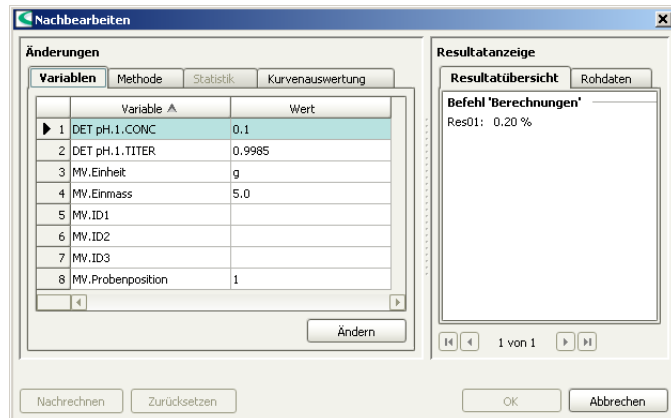 Nachbearbeiten
Änderungen
Variablen Methode Statistik Kurvenauswertung
Variable Wert
1 DET pH.1.CONC 0.1
2 DET pH.1.TITER 0.9985
3 MV.Einheit g
4 MV.Einmass 5.0
5 MV.ID1
6 MV.ID2
7 MV.ID3
8 MV.Probenposition 1
Ändern
Resultatanzeige
Resultatübersicht Rohdaten
Befehl 'Berechnungen'
Res01: 0.20 %
1 von 1
Nachrechnen Zurücksetzen OK Abbrechen